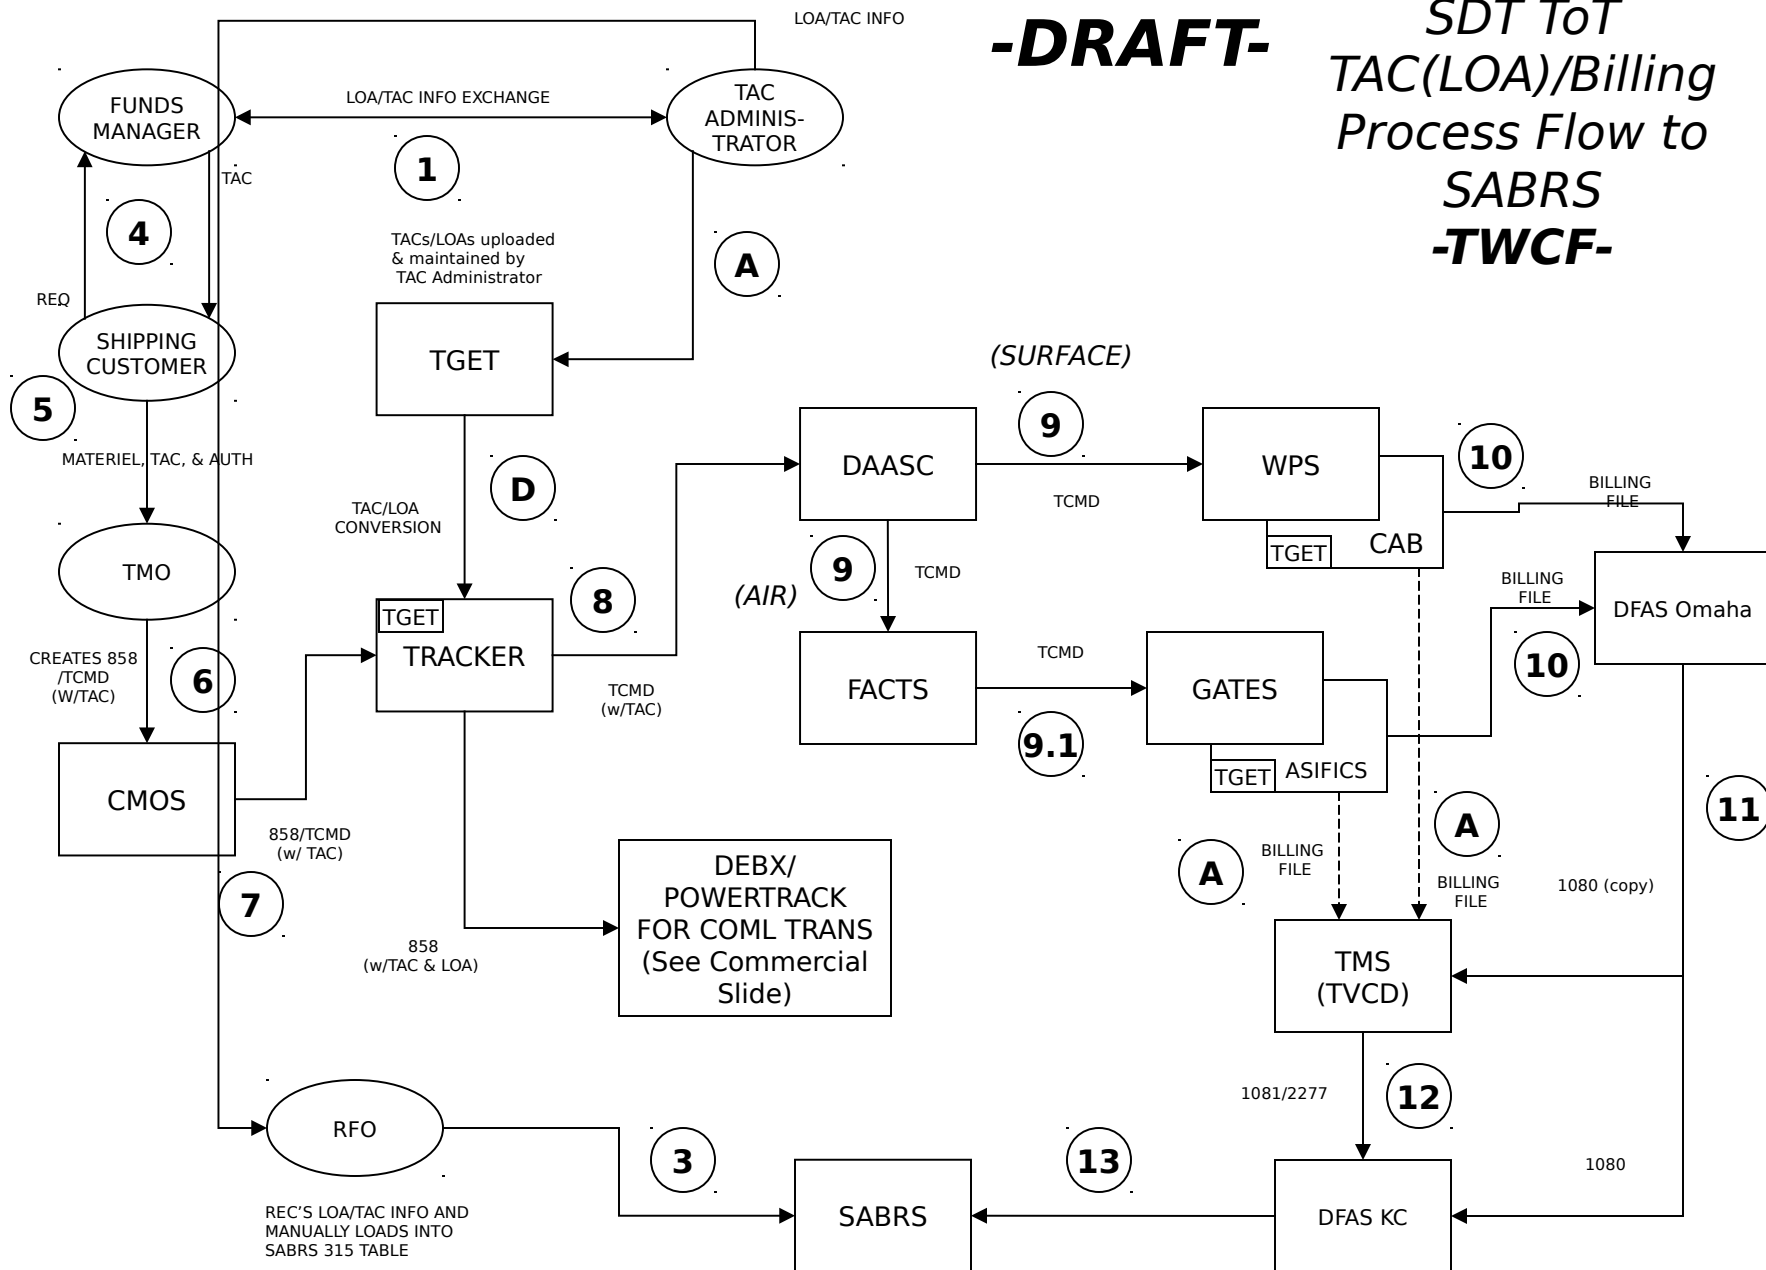 LOA/TAC INFO
-DRAFT-
SDT ToT
TAC(LOA)/Billing
Process Flow to
SABRS
-TWCF-
FUNDS
MANAGER
LOA/TAC INFO EXCHANGE
TAC
ADMINIS-
TRATOR
1
TAC
4
A
TACs/LOAs uploaded
& maintained by
TAC Administrator
REQ
SHIPPING
CUSTOMER
TGET
(SURFACE)
5
9
MATERIEL, TAC, & AUTH
DAASC
WPS
10
BILLING
FILE
D
TCMD
TAC/LOA
CONVERSION
CAB
TGET
TMO
9
TCMD
(AIR)
8
BILLING
FILE
DFAS Omaha
TGET
TRACKER
CREATES 858
/TCMD
(W/TAC)
6
TCMD
10
FACTS
GATES
TCMD
(w/TAC)
9.1
TGET
ASIFICS
CMOS
11
858/TCMD
(w/ TAC)
A
BILLING
FILE
A
BILLING
FILE
1080 (copy)
7
DEBX/
POWERTRACK
FOR COML TRANS
(See Commercial
Slide)
858
(w/TAC & LOA)
TMS
(TVCD)
1081/2277
12
RFO
3
13
1080
REC’S LOA/TAC INFO AND
MANUALLY LOADS INTO
SABRS 315 TABLE
SABRS
DFAS KC